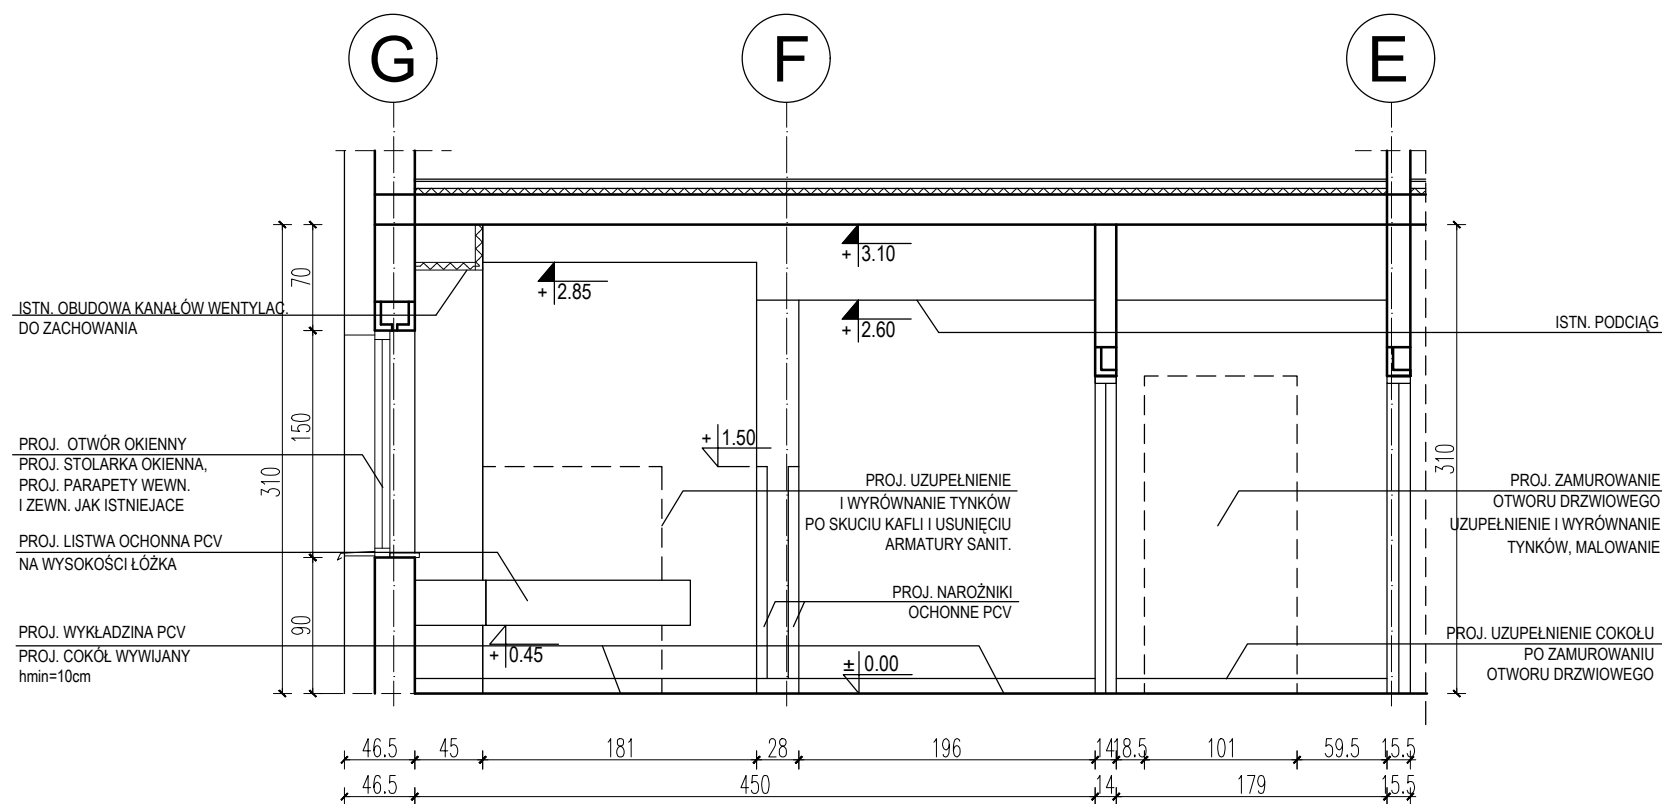 G
F
E
+ 3.10
+ 2.85
+ 2.60
ISTN. OBUDOWA KANAŁÓW WENTYLAC.
DO ZACHOWANIA
ISTN. PODCIĄG
70
150
90
310
310
PROJ. OTWÓR OKIENNY
PROJ. STOLARKA OKIENNA,
PROJ. PARAPETY WEWN.
I ZEWN. JAK ISTNIEJACE
+ 1.50
PROJ. UZUPEŁNIENIE
I WYRÓWNANIE TYNKÓW
PO SKUCIU KAFLI I USUNIĘCIU
ARMATURY SANIT.
PROJ. ZAMUROWANIE
OTWORU DRZWIOWEGO
UZUPEŁNIENIE I WYRÓWNANIE
TYNKÓW, MALOWANIE
PROJ. LISTWA OCHONNA PCV
NA WYSOKOŚCI ŁÓŻKA
PROJ. NAROŻNIKI
OCHONNE PCV
PROJ. WYKŁADZINA PCV
PROJ. COKÓŁ WYWIJANY
hmin=10cm
+ 0.45
± 0.00
PROJ. UZUPEŁNIENIE COKOŁU
PO ZAMUROWANIU
OTWORU DRZWIOWEGO
46.5 45 181 28 196 14 18.5 101 59.5 15.5
46.5 450 14 179 15.5